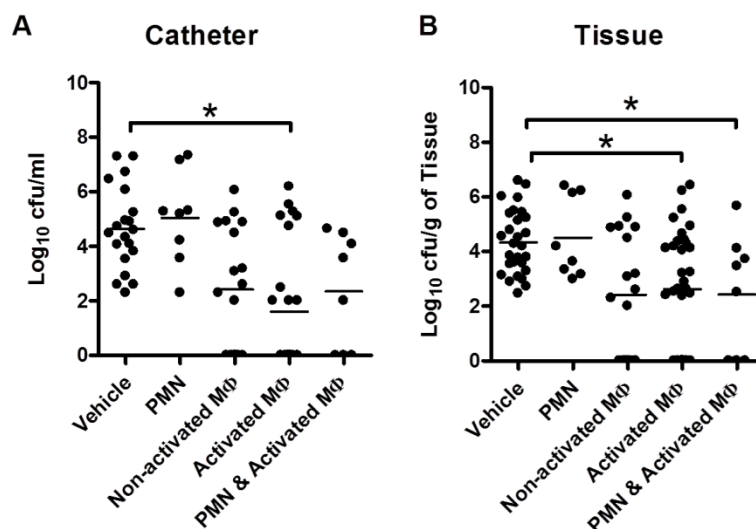 A
Catheter
Log10 cfu/ml
10
8
6
4
2
0
*
Vehicle
PMN
Non-activated MΦ
Activated MΦ
PMN & Activated MΦ
B
Tissue
Log10 cfu/g of Tissue
10
8
6
4
2
0
*
*
Vehicle
PMN
Non-activated MΦ
Activated MΦ
PMN & Activated MΦ